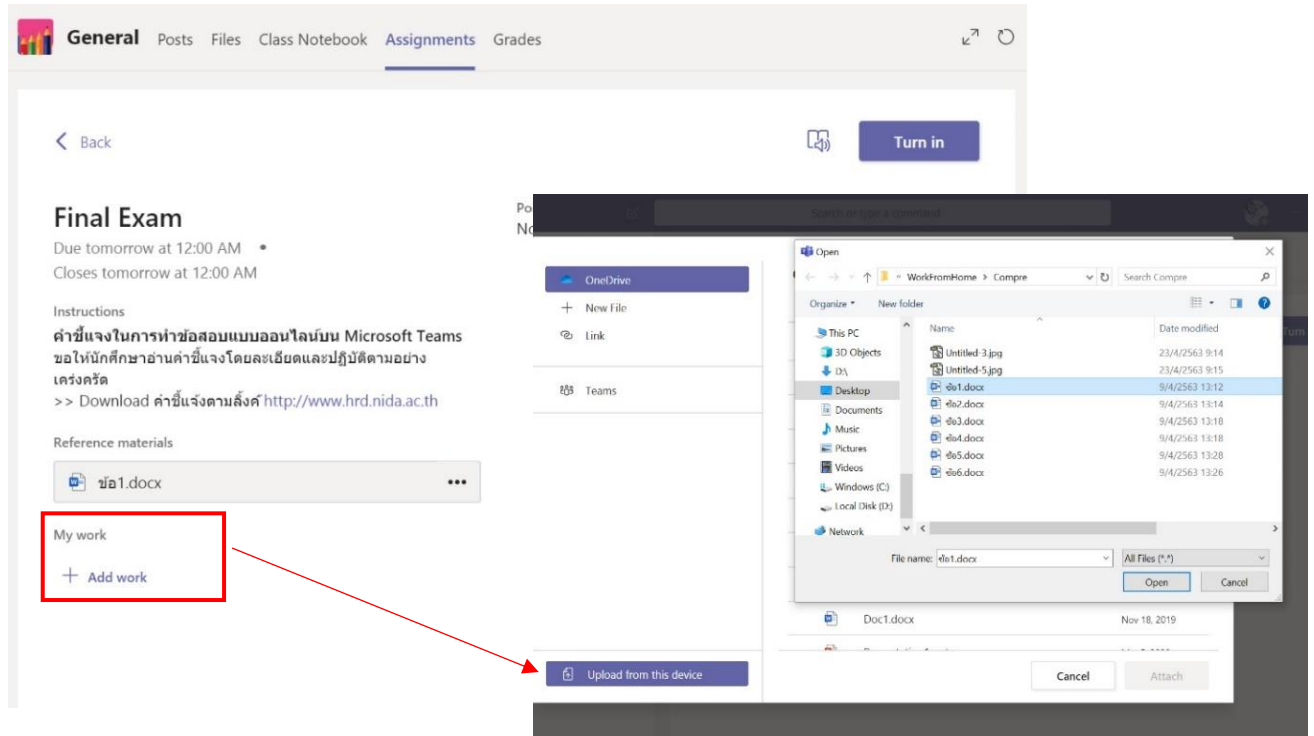 General Posts Files Class Notebook Assignments Grades
Back
Turn in
Final Exam
Due tomorrow at 12:00 AM •
Closes tomorrow at 12:00 AM
Instructions
คำชี้แจงในการทำข้อสอบแบบออนไลน์บน Microsoft Teams
ขอให้นักศึกษาอ่านคำชี้แจงโดยละเอียดและปฏิบัติตามอย่าง
เคร่งครัด
>> Download คำชี้แจ้งตามลิ้งค์ http://www.hrd.nida.ac.th
Reference materials
ข้อ1.docx
My work
+ Add work
Po
No
Search or type a command
OneDrive
+ New File
Link
Teams
Upload from this device
Open
« WorkFromHome > Compre
Search Compre
Organize
New folder
This PC
3D Objects
D:\
Desktop
Documents
Music
Pictures
Videos
Windows (C:)
Local Disk (D:)
Network
Name Date modified
Untitled-3.jpg 23/4/2563 9:14
Untitled-5.jpg 23/4/2563 9:15
ข้อ1.docx 9/4/2563 13:12
ข้อ2.docx 9/4/2563 13:14
ข้อ3.docx 9/4/2563 13:18
ข้อ4.docx 9/4/2563 13:18
ข้อ5.docx 9/4/2563 13:28
ข้อ6.docx 9/4/2563 13:26
File name: ข้อ1.docx All Files (*.*)
Open Cancel
Turn
Doc1.docx Nov 18, 2019
Cancel Attach